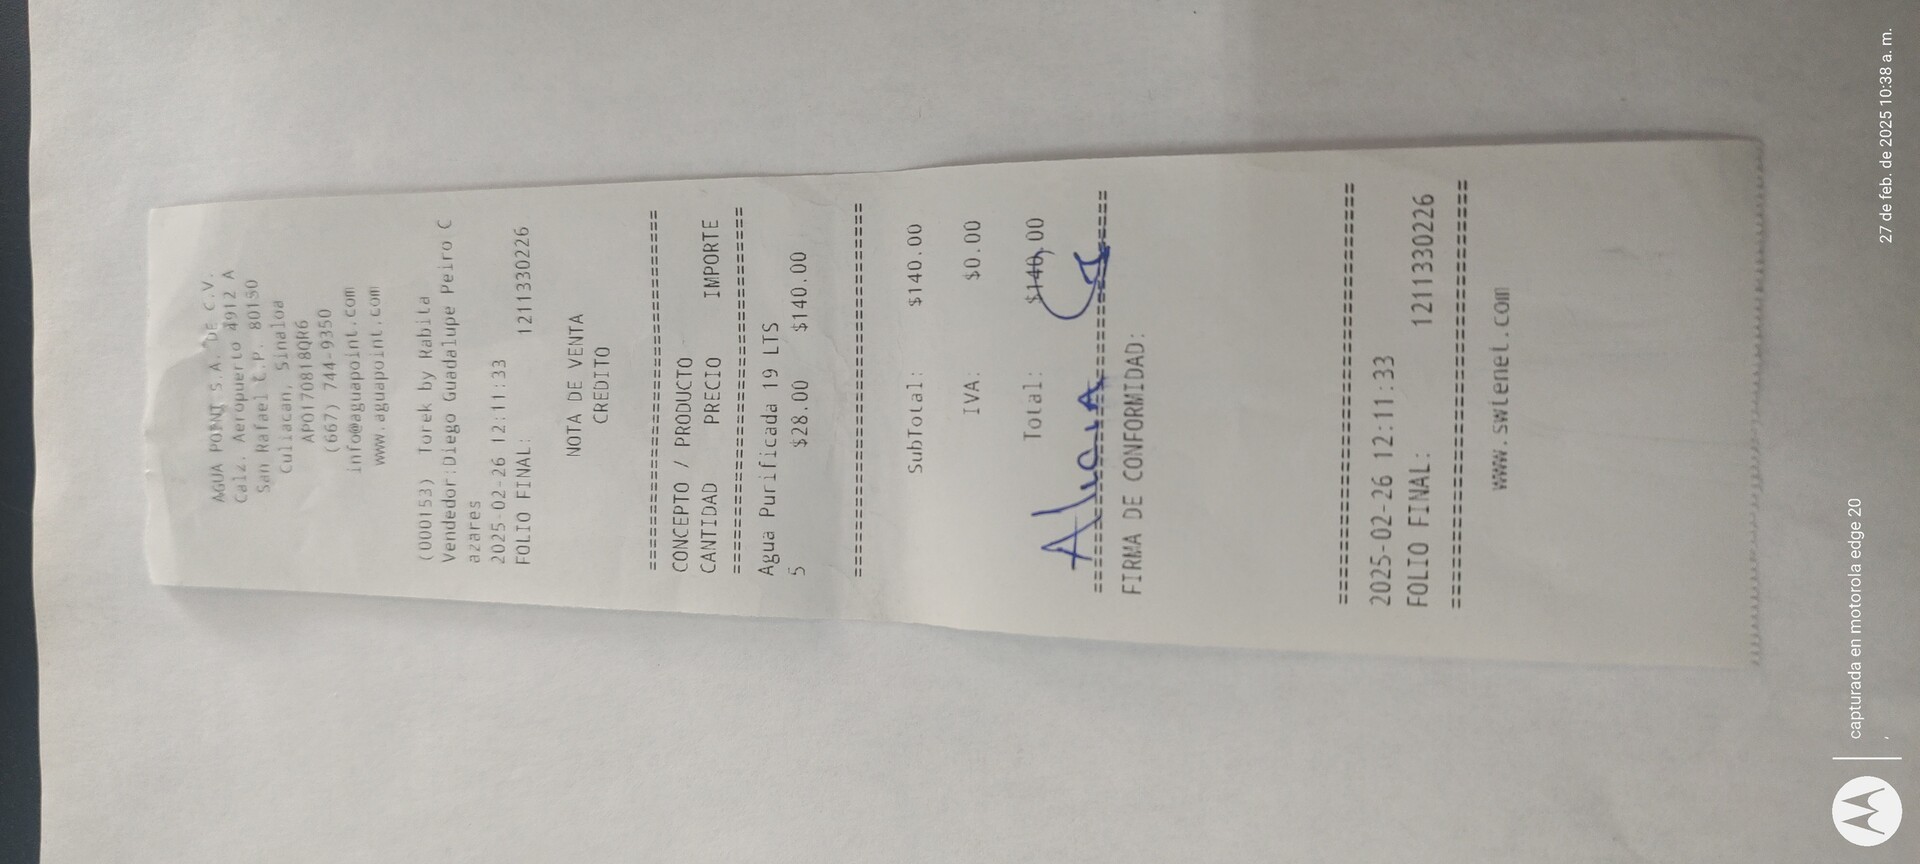 AGUA POINT S.A. DE C.V.
Calz. Aeropuerto 4912 A
San Rafael C.P. 80150
Culiacan, Sinaloa
APO170818QR6
(667) 744-9350
info@aguapoint.com
www.aguapoint.com
(000153) Torek by Rabita
Vendedor:Diego Guadalupe Peiro C
azares
2025-02-26 12:11:33
FOLIO FINAL: 1211330226
NOTA DE VENTA
CREDITO
================================
CONCEPTO / PRODUCTO
CANTIDAD PRECIO IMPORTE
================================
Agua Purificada 19 LTS
5 $28.00 $140.00
================================
SubTotal: $140.00
IVA: $0.00
Total: $140.00
================================
FIRMA DE CONFORMIDAD:
================================
2025-02-26 12:11:33
FOLIO FINAL: 1211330226
================================
www.swienet.com
capturada en motorola edge 20
27 de feb. de 2025 10:38 a. m.